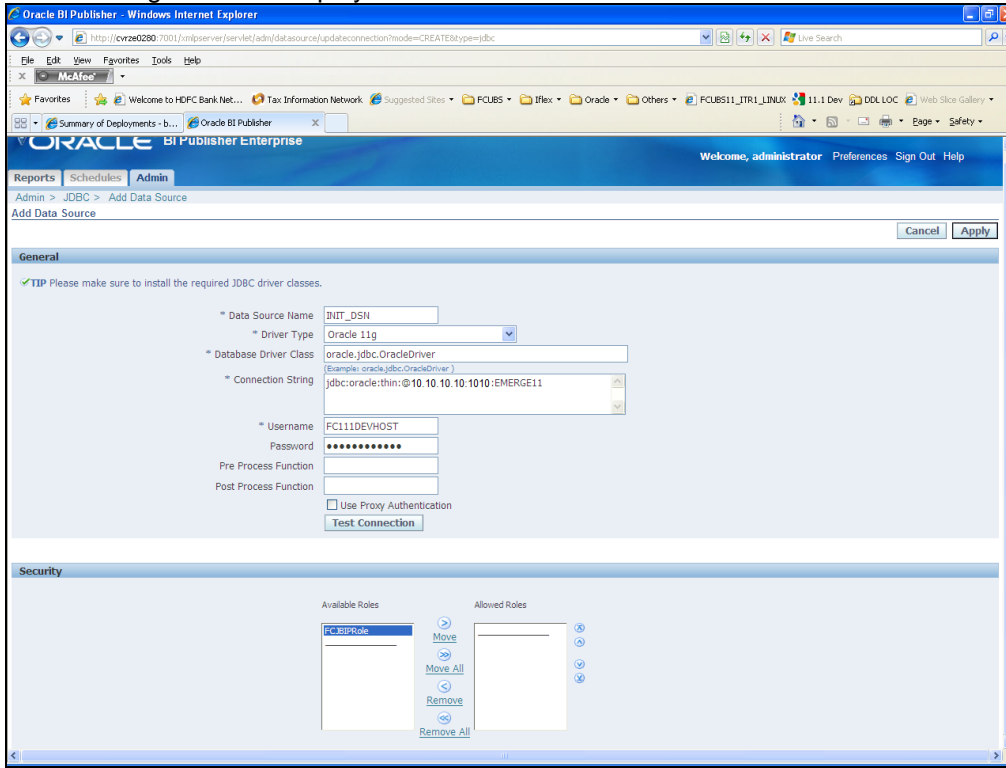 Oracle BI Publisher - Windows Internet Explorer
http://cvrze0280:7001/xmlpserver/servlet/adm/datasource/updateconnection?mode=CREATE&type=jdbc
Live Search
File Edit View Favorites Tools Help
x McAfee
Favorites Welcome to HDFC Bank Net... Tax Information Network Suggested Sites FCUBS Iflex Oracle Others FCUBS11_ITR1_LINUX 11.1 Dev DDL LOC Web Slice Gallery
Summary of Deployments - b... Oracle BI Publisher X Page Safety
ORACLE BI Publisher Enterprise
Welcome, administrator Preferences Sign Out Help
Reports Schedules Admin
Admin > JDBC > Add Data Source
Add Data Source
Cancel Apply
General
TIP Please make sure to install the required JDBC driver classes.
* Data Source Name INIT_DSN
* Driver Type Oracle 11g
* Database Driver Class oracle.jdbc.OracleDriver
(Example: oracle.jdbc.OracleDriver )
* Connection String jdbc:oracle:thin:@10.10.10.10:1010:EMERGE11
* Username FC111DEVHOST
Password ••••••••••••
Pre Process Function
Post Process Function
Use Proxy Authentication
Test Connection
Security
Available Roles Allowed Roles
FCJBIPRole
Move
Move All
Remove
Remove All